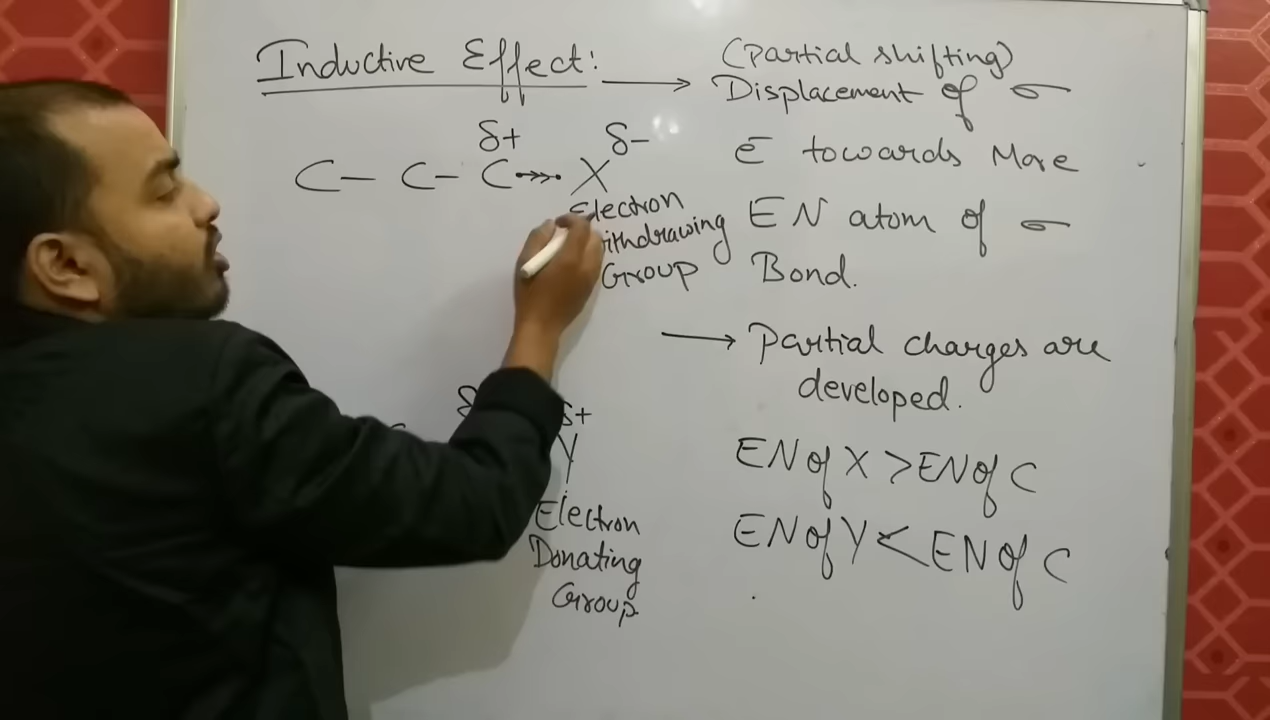 Inductive Effect: ⟶ (Partial shifting)
Displacement of σ
ē towards More
EN atom of σ
Bond.
δ+ δ-
C - C - C X
Electron
ithdrawing
Group
⟶ Partial charges are
developed.
δ δ+
Y
Electron
Donating
Group
EN of X > EN of C
EN of Y < EN of C